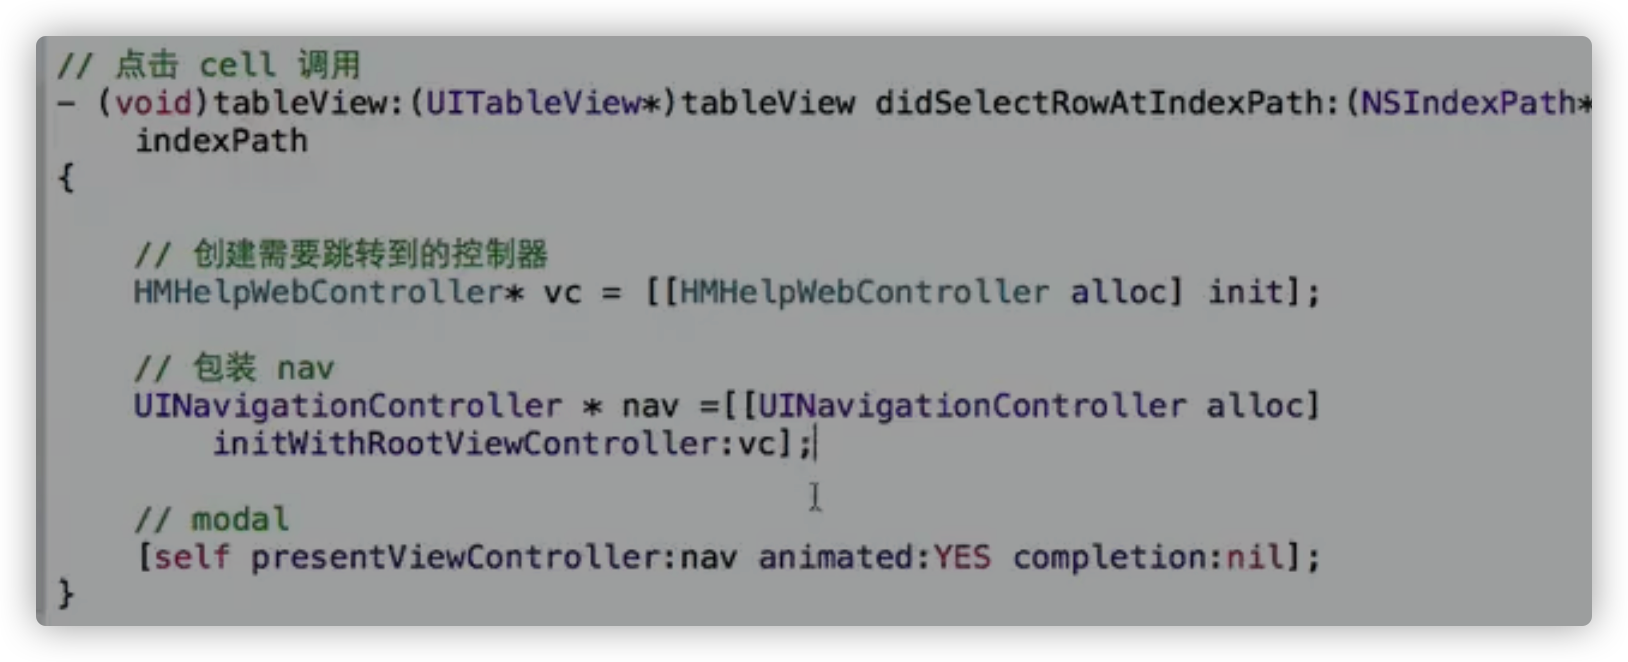 // 点击 cell 调用
- (void)tableView:(UITableView*)tableView didSelectRowAtIndexPath:(NSIndexPath*
indexPath
{
// 创建需要跳转到的控制器
HMHelpWebController* vc = [[HMHelpWebController alloc] init];
// 包装 nav
UINavigationController * nav =[[UINavigationController alloc]
initWithRootViewController:vc];
// modal
[self presentViewController:nav animated:YES completion:nil];
}